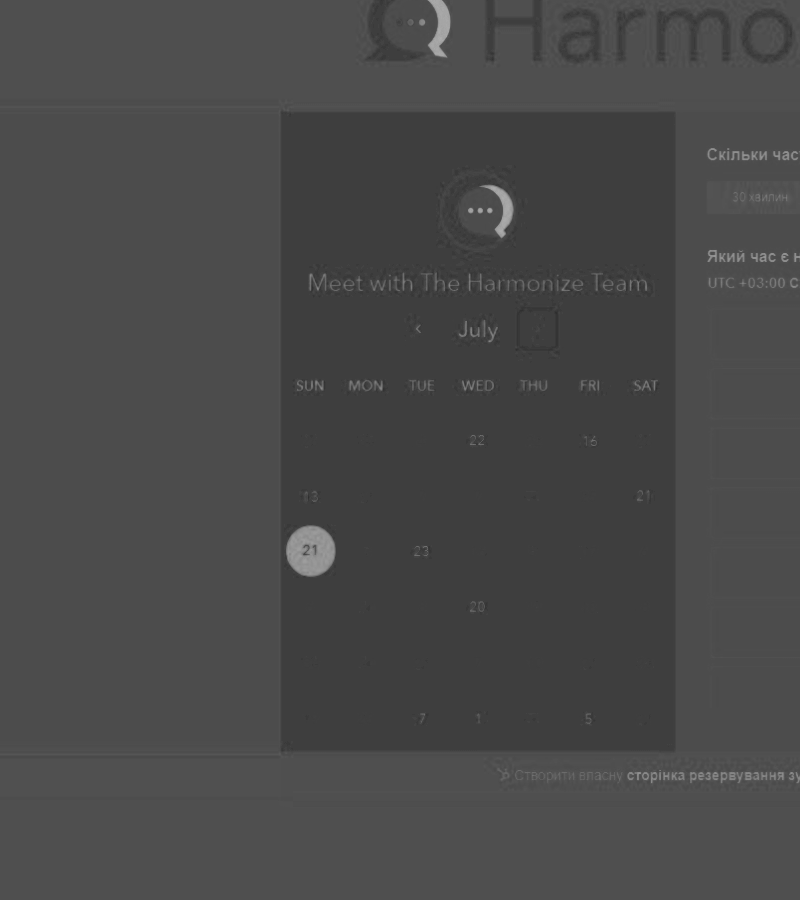 Harmo
Meet with The Harmonize Team
‹ July
SUN MON TUE WED THU FRI SAT
22 16
13 21
21 23
20
7 1 5
Скільки час
30 хвилин
Який час є н
UTC +03:00 С
Створити власну сторінка резервування зу